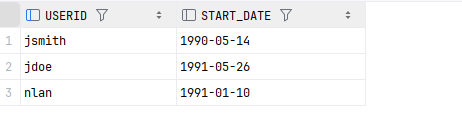 USERID START_DATE
1 jsmith 1990-05-14
2 jdoe 1991-05-26
3 nlan 1991-01-10